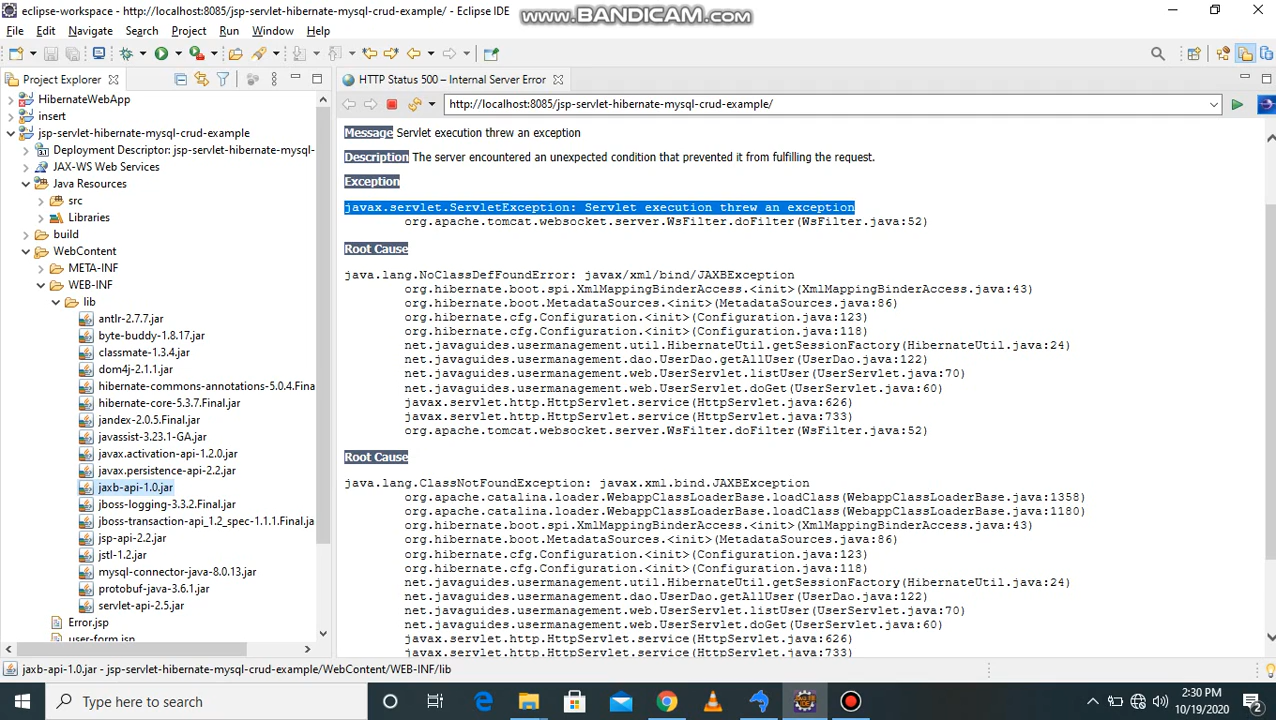 eclipse-workspace - http://localhost:8085/jsp-servlet-hibernate-mysql-crud-example/ - Eclipse IDE
www.BANDICAM.com
File Edit Navigate Search Project Run Window Help
Project Explorer
HTTP Status 500 – Internal Server Error
HibernateWebApp
insert
jsp-servlet-hibernate-mysql-crud-example
Deployment Descriptor: jsp-servlet-hibernate-mysql-
JAX-WS Web Services
Java Resources
src
Libraries
build
WebContent
META-INF
WEB-INF
lib
antlr-2.7.7.jar
byte-buddy-1.8.17.jar
classmate-1.3.4.jar
dom4j-2.1.1.jar
hibernate-commons-annotations-5.0.4.Fina
hibernate-core-5.3.7.Final.jar
jandex-2.0.5.Final.jar
javassist-3.23.1-GA.jar
javax.activation-api-1.2.0.jar
javax.persistence-api-2.2.jar
jaxb-api-1.0.jar
jboss-logging-3.3.2.Final.jar
jboss-transaction-api_1.2_spec-1.1.1.Final.ja
jsp-api-2.2.jar
jstl-1.2.jar
mysql-connector-java-8.0.13.jar
protobuf-java-3.6.1.jar
servlet-api-2.5.jar
Error.jsp
user-form.jsp
http://localhost:8085/jsp-servlet-hibernate-mysql-crud-example/
Message Servlet execution threw an exception
Description The server encountered an unexpected condition that prevented it from fulfilling the request.
Exception
javax.servlet.ServletException: Servlet execution threw an exception
org.apache.tomcat.websocket.server.WsFilter.doFilter(WsFilter.java:52)
Root Cause
java.lang.NoClassDefFoundError: javax/xml/bind/JAXBException
org.hibernate.boot.spi.XmlMappingBinderAccess.<init>(XmlMappingBinderAccess.java:43)
org.hibernate.boot.MetadataSources.<init>(MetadataSources.java:86)
org.hibernate.cfg.Configuration.<init>(Configuration.java:123)
org.hibernate.cfg.Configuration.<init>(Configuration.java:118)
net.javaguides.usermanagement.util.HibernateUtil.getSessionFactory(HibernateUtil.java:24)
net.javaguides.usermanagement.dao.UserDao.getAllUser(UserDao.java:122)
net.javaguides.usermanagement.web.UserServlet.listUser(UserServlet.java:70)
net.javaguides.usermanagement.web.UserServlet.doGet(UserServlet.java:60)
javax.servlet.http.HttpServlet.service(HttpServlet.java:626)
javax.servlet.http.HttpServlet.service(HttpServlet.java:733)
org.apache.tomcat.websocket.server.WsFilter.doFilter(WsFilter.java:52)
Root Cause
java.lang.ClassNotFoundException: javax.xml.bind.JAXBException
org.apache.catalina.loader.WebappClassLoaderBase.loadClass(WebappClassLoaderBase.java:1358)
org.apache.catalina.loader.WebappClassLoaderBase.loadClass(WebappClassLoaderBase.java:1180)
org.hibernate.boot.spi.XmlMappingBinderAccess.<init>(XmlMappingBinderAccess.java:43)
org.hibernate.boot.MetadataSources.<init>(MetadataSources.java:86)
org.hibernate.cfg.Configuration.<init>(Configuration.java:123)
org.hibernate.cfg.Configuration.<init>(Configuration.java:118)
net.javaguides.usermanagement.util.HibernateUtil.getSessionFactory(HibernateUtil.java:24)
net.javaguides.usermanagement.dao.UserDao.getAllUser(UserDao.java:122)
net.javaguides.usermanagement.web.UserServlet.listUser(UserServlet.java:70)
net.javaguides.usermanagement.web.UserServlet.doGet(UserServlet.java:60)
javax.servlet.http.HttpServlet.service(HttpServlet.java:626)
javax.servlet.http.HttpServlet.service(HttpServlet.java:733)
jaxb-api-1.0.jar - jsp-servlet-hibernate-mysql-crud-example/WebContent/WEB-INF/lib
Type here to search
2:30 PM
10/19/2020
2